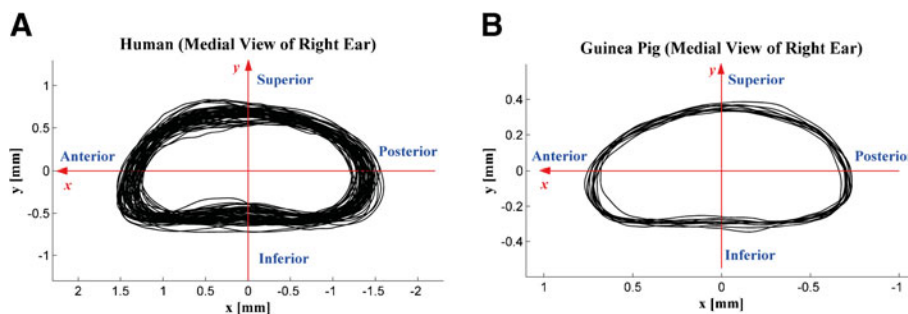 A
Human (Medial View of Right Ear)
y
Superior
1
0.5
Anterior
Posterior
0
x
y [mm]
-0.5
-1
Inferior
2 1.5 1 0.5 0 -0.5 -1 -1.5 -2
x [mm]
B
Guinea Pig (Medial View of Right Ear)
y
Superior
0.4
0.2
Anterior
Posterior
0
x
y [mm]
-0.2
-0.4
Inferior
1 0.5 0 -0.5 -1
x [mm]